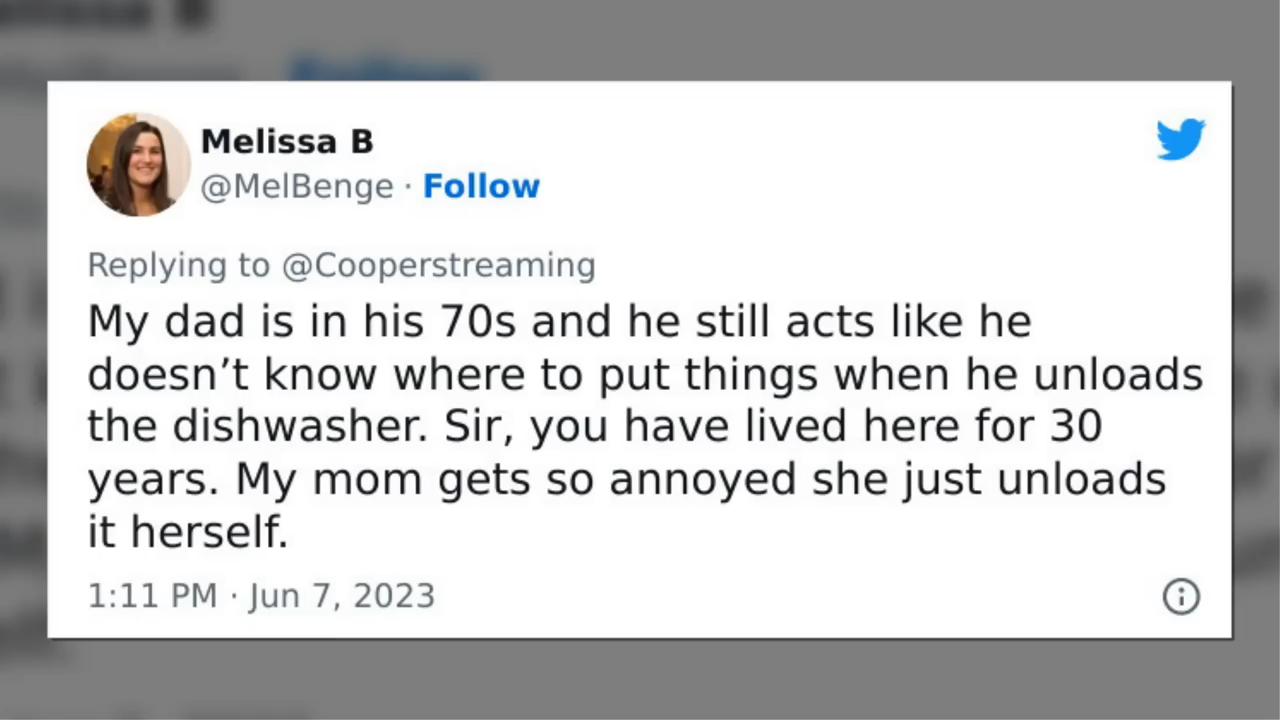 Melissa B
@MelBenge · Follow
Replying to @Cooperstreaming
My dad is in his 70s and he still acts like he
doesn’t know where to put things when he unloads
the dishwasher. Sir, you have lived here for 30
years. My mom gets so annoyed she just unloads
it herself.
1:11 PM · Jun 7, 2023